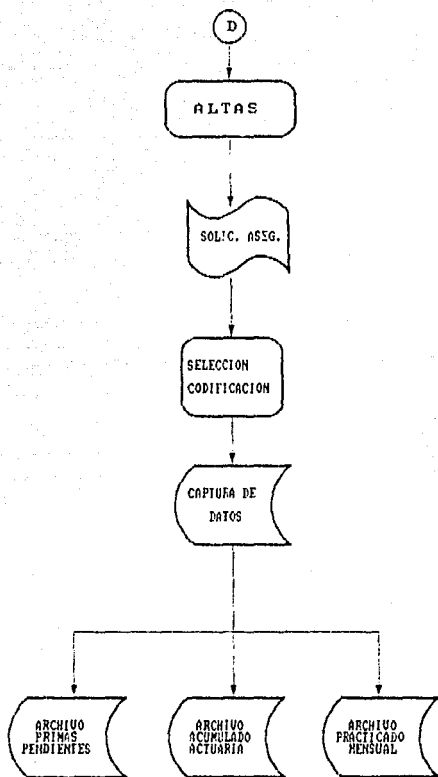 D
ALTAS
SOLIC. ASEG.
SELECCION
CODIFICACION
CAPTURA DE
DATOS
ARCHIVO
PRIMAS
PENDIENTES
ARCHIVO
ACUMULADO
ACTUARIA
ARCHIVO
PRACTICADO
MENSUAL